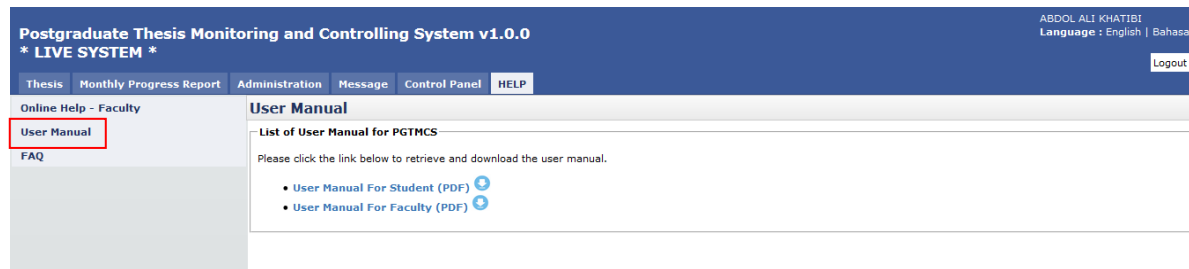 Postgraduate Thesis Monitoring and Controlling System v1.0.0
* LIVE SYSTEM *
ABDOL ALI KHATIBI
Language : English | Bahasa
Logout
Thesis Monthly Progress Report Administration Message Control Panel HELP
Online Help - Faculty
User Manual
FAQ
User Manual
List of User Manual for PGTMCS
Please click the link below to retrieve and download the user manual.
• User Manual For Student (PDF)
• User Manual For Faculty (PDF)